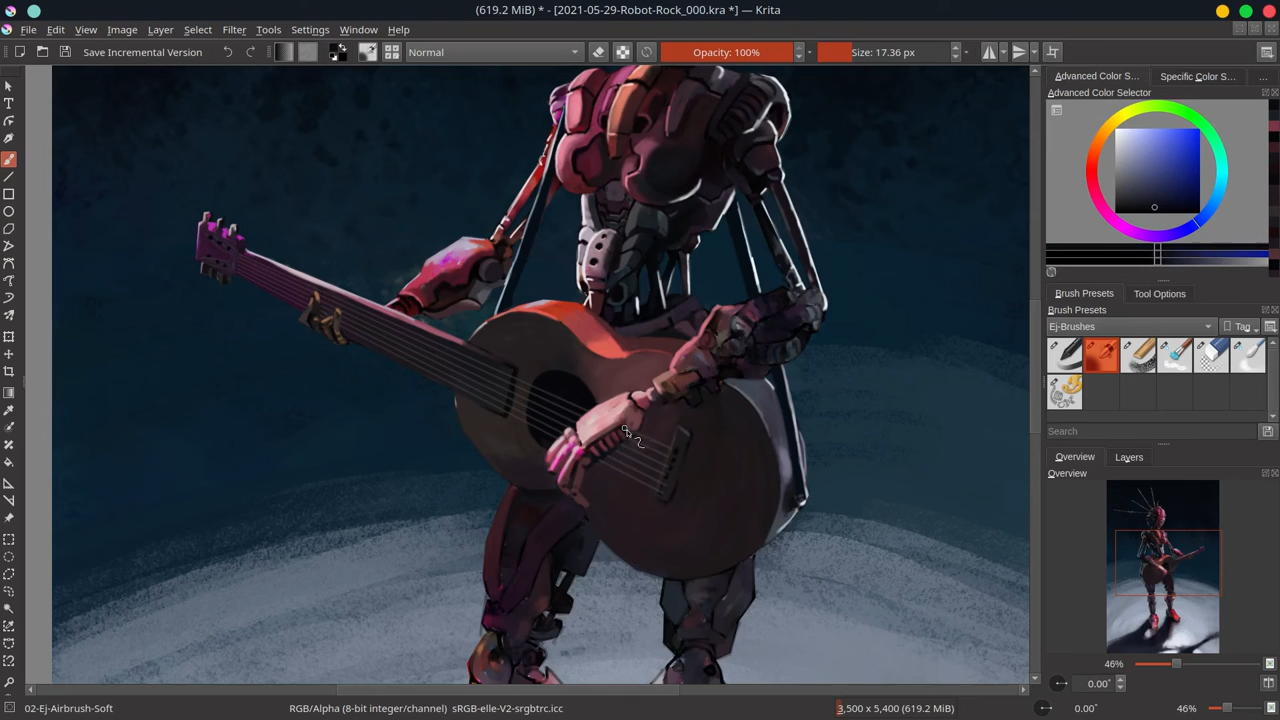 (619.2 MiB) * - [2021-05-29-Robot-Rock_000.kra *] — Krita
File Edit View Image Layer Select Filter Tools Settings Window Help
Save Incremental Version Normal Opacity: 100% Size: 17.36 px
Advanced Color S... Specific Color S... ...
Advanced Color Selector
Brush Presets Tool Options
Brush Presets
Ej-Brushes Tag
Search
Overview Layers
Overview
46%
0.00°
02-Ej-Airbrush-Soft RGB/Alpha (8-bit integer/channel) sRGB-elle-V2-srgbtrc.icc 3,500 x 5,400 (619.2 MiB) 0.00° 46%